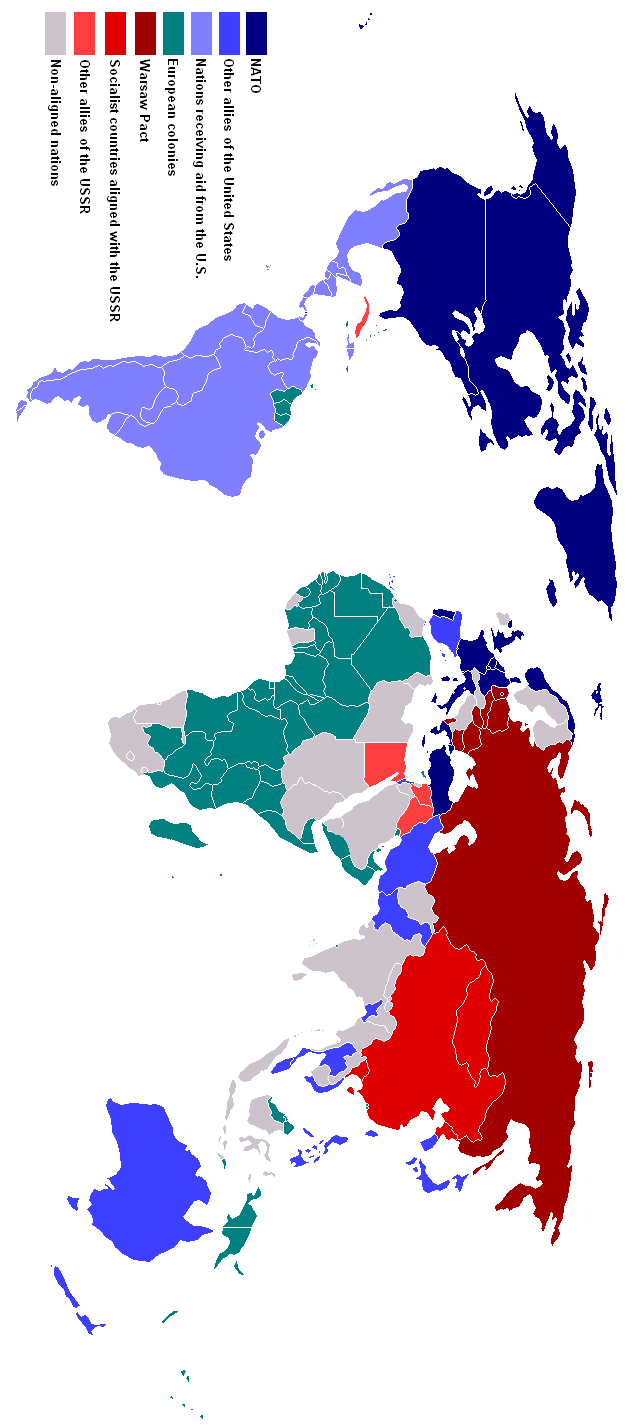 NATO
Other allies of the United States
Nations receiving aid from the U.S.
European colonies
Warsaw Pact
Socialist countries aligned with the USSR
Other allies of the USSR
Non-aligned nations